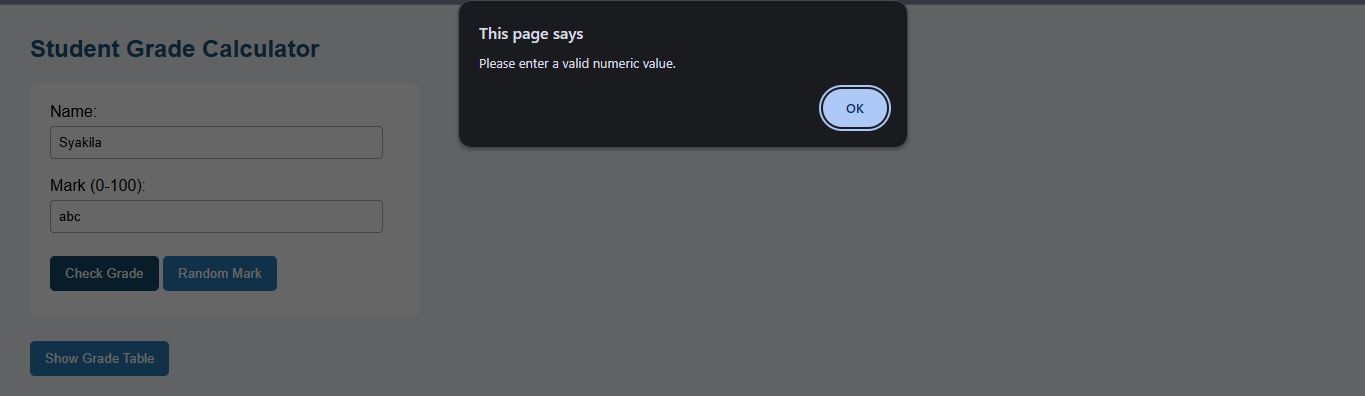 This page says
Please enter a valid numeric value.
OK
Student Grade Calculator
Name:
Syakila
Mark (0-100):
abc
Check Grade Random Mark
Show Grade Table